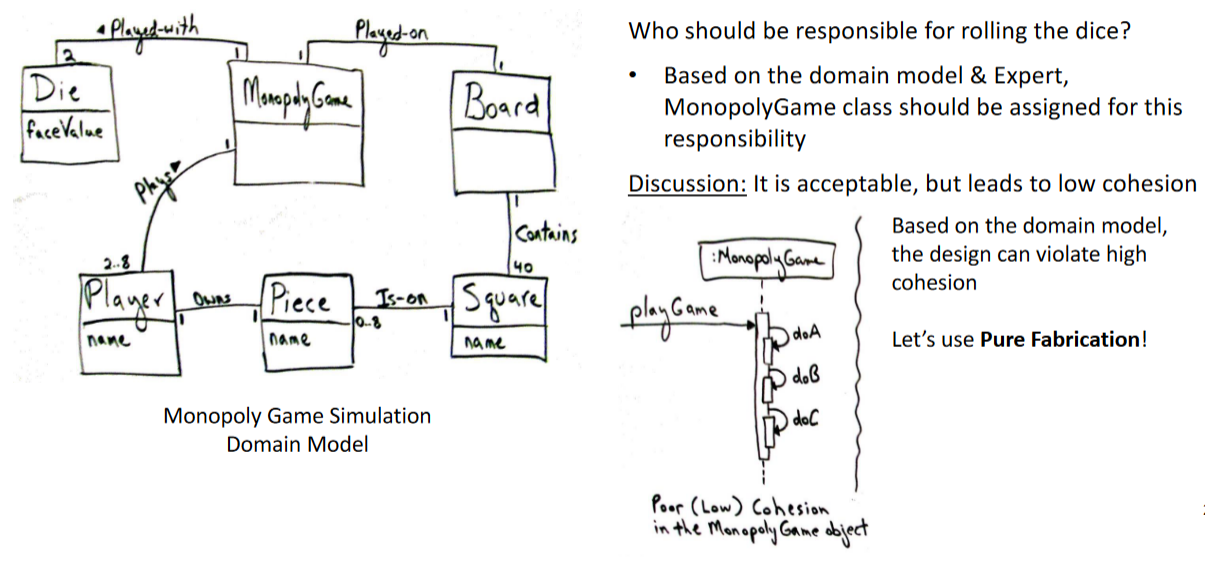 ◂ Played-with
Played-on
2
1
1
1
Die
faceValue
MonopolyGame
Board
1
Plays ▸
1
Contains
2..8
40
Player
name
Owns
1
1
Piece
name
Is-on
0..8
1
Square
name
Monopoly Game Simulation
Domain Model
Who should be responsible for rolling the dice?
• Based on the domain model & Expert,
MonopolyGame class should be assigned for this
responsibility
Discussion: It is acceptable, but leads to low cohesion
:MonopolyGame
playGame
doA
doB
doC
Poor (Low) Cohesion
in the MonopolyGame object
Based on the domain model,
the design can violate high
cohesion
Let's use Pure Fabrication!